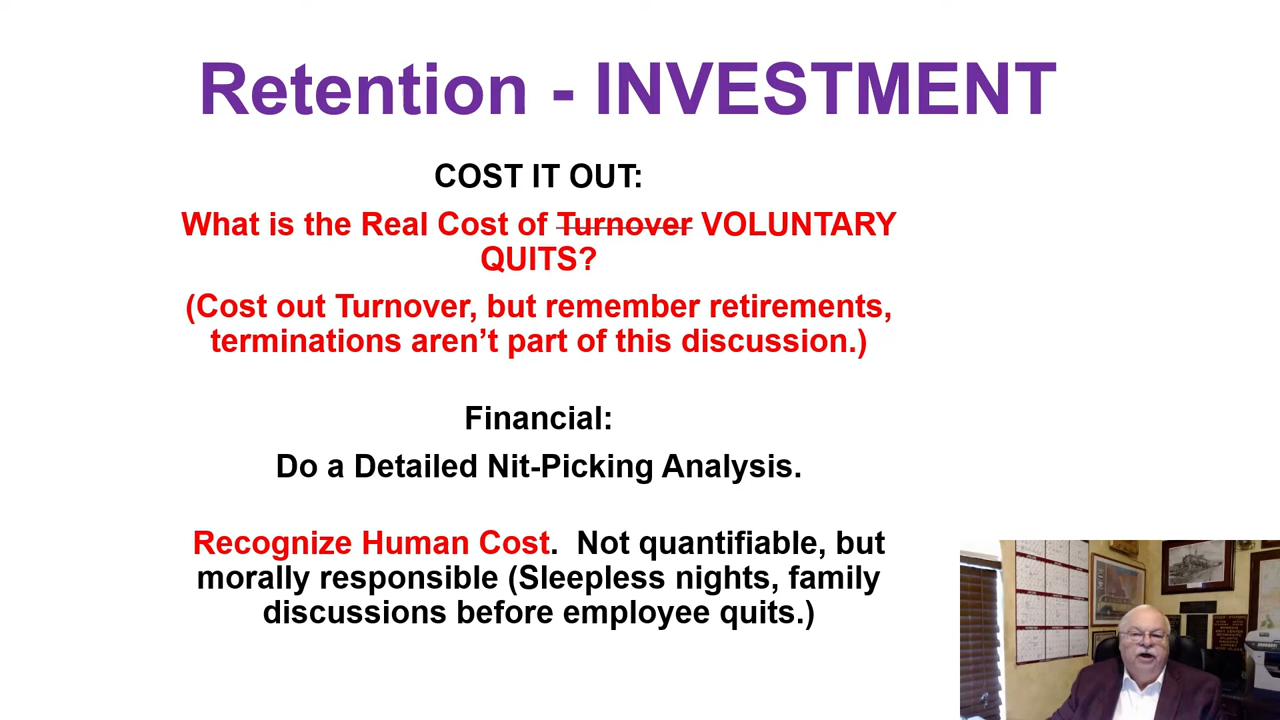 Retention - INVESTMENT
COST IT OUT:
What is the Real Cost of Turnover VOLUNTARY
QUITS?
(Cost out Turnover, but remember retirements,
terminations aren’t part of this discussion.)
Financial:
Do a Detailed Nit-Picking Analysis.
Recognize Human Cost.  Not quantifiable, but
morally responsible (Sleepless nights, family
discussions before employee quits.)